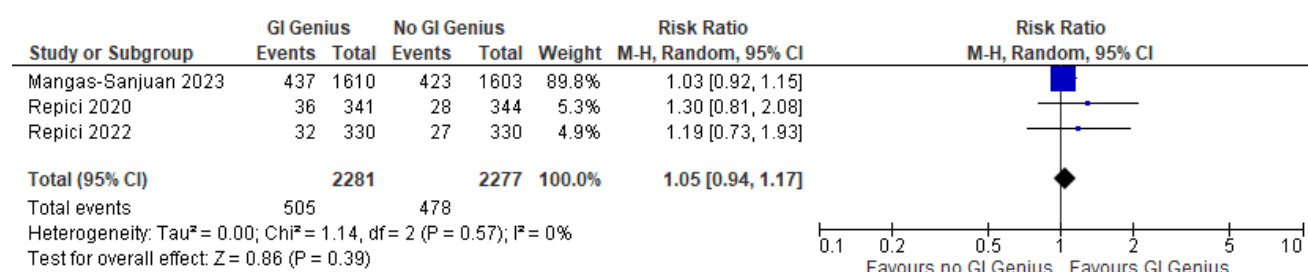 GI Genius No GI Genius Risk Ratio Risk Ratio
Study or Subgroup Events Total Events Total Weight M-H, Random, 95% CI M-H, Random, 95% CI
Mangas-Sanjuan 2023 437 1610 423 1603 89.8% 1.03 [0.92, 1.15]
Repici 2020 36 341 28 344 5.3% 1.30 [0.81, 2.08]
Repici 2022 32 330 27 330 4.9% 1.19 [0.73, 1.93]
Total (95% CI) 2281 2277 100.0% 1.05 [0.94, 1.17]
Total events 505 478
Heterogeneity: Tau² = 0.00; Chi² = 1.14, df = 2 (P = 0.57); I² = 0%
Test for overall effect: Z = 0.86 (P = 0.39)
0.1 0.2 0.5 1 2 5 10
Favours no GI Genius Favours GI Genius